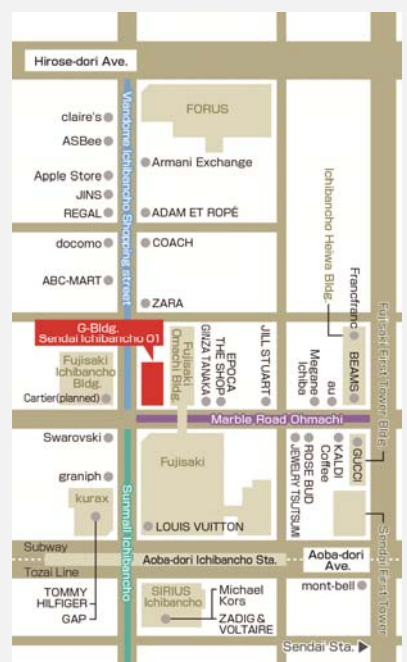 Hirose-dori Ave.
claire's
ASBee
Apple Store
JINS
REGAL
docomo
ABC-MART
Vlandome Ichibancho Shopping street
FORUS
Armani Exchange
ADAM ET ROPÉ
COACH
ZARA
G-Bldg.
Sendai Ichibancho 01
Fujisaki
Ichibancho
Bldg.
Cartier(planned)
Fujisaki
Omachi Bldg.
GINZA TANAKA
THE SHOP
EPOCA
JILL STUART
Ichibancho Heiwa Bldg.
Megane
Ichiba
au
BEAMS
Francfranc
Fujisaki First Tower Bldg.
Marble Road Ohmachi
Swarovski
graniph
kurax
Sunmall Ichibancho
Fujisaki
LOUIS VUITTON
JEWELRY TSUTSUMI
ROSE BUD
KALDI
Coffee
GUCCI
Sendai First Tower
Subway
Tozai Line
Aoba-dori Ichibancho Sta.
Aoba-dori
Ave.
TOMMY
HILFIGER
GAP
SIRIUS
Ichibancho
Michael
Kors
ZADIG &
VOLTAIRE
mont-bell
Sendai Sta.